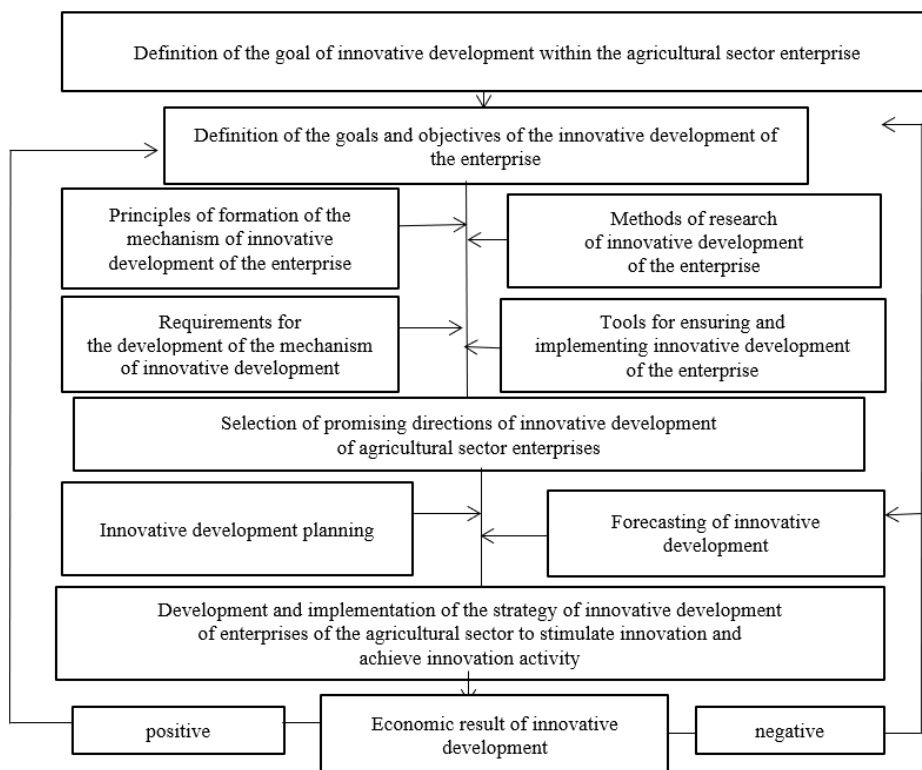 Definition of the goal of innovative development within the agricultural sector enterprise
Definition of the goals and objectives of the innovative development of
the enterprise
Principles of formation of the
mechanism of innovative
development of the enterprise
Methods of research
of innovative development
of the enterprise
Requirements for
the development of the mechanism
of innovative development
Tools for ensuring and
implementing innovative development
of the enterprise
Selection of promising directions of innovative development
of agricultural sector enterprises
Innovative development planning
Forecasting of innovative
development
Development and implementation of the strategy of innovative development
of enterprises of the agricultural sector to stimulate innovation and
achieve innovation activity
positive
Economic result of innovative
development
negative